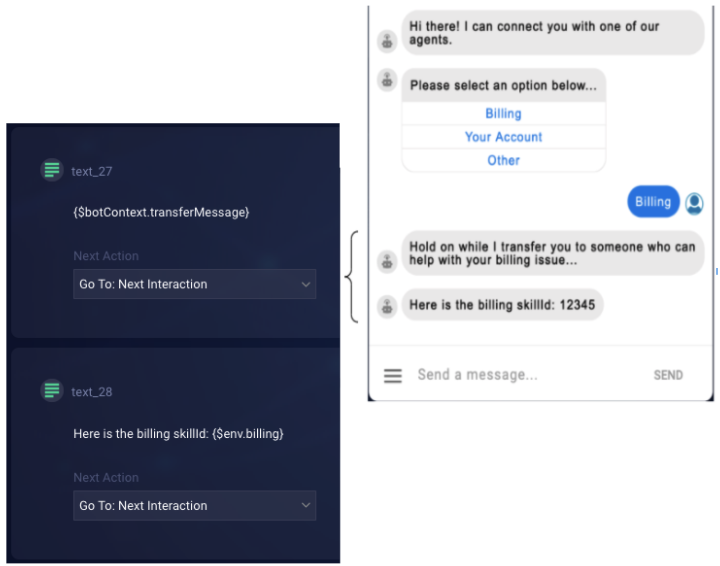 text_27
{$botContext.transferMessage}
Next Action
Go To: Next Interaction
text_28
Here is the billing skillId: {$env.billing}
Next Action
Go To: Next Interaction
Hi there! I can connect you with one of our
agents.
Please select an option below...
Billing
Your Account
Other
Billing
Hold on while I transfer you to someone who can
help with your billing issue...
Here is the billing skillId: 12345
Send a message...
SEND